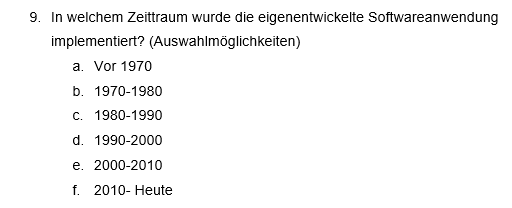 9. In welchem Zeittraum wurde die eigenentwickelte Softwareanwendung
implementiert? (Auswahlmöglichkeiten)
a. Vor 1970
b. 1970-1980
c. 1980-1990
d. 1990-2000
e. 2000-2010
f. 2010- Heute